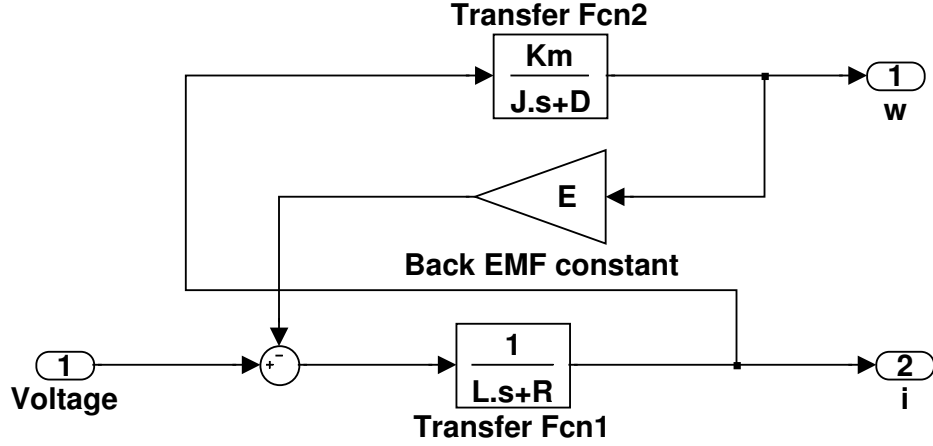 Transfer Fcn2
Km
J.s+D
1
w
E
Back EMF constant
1
Voltage
+ −
1
L.s+R
Transfer Fcn1
2
i